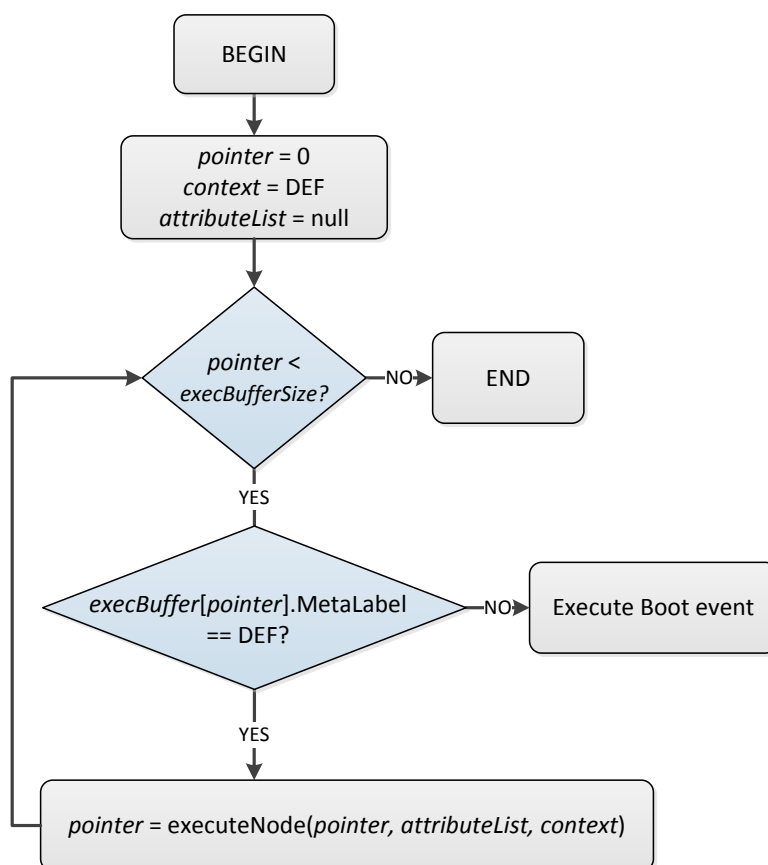 BEGIN
pointer = 0
context = DEF
attributeList = null
pointer <
execBufferSize?
NO
END
YES
execBuffer[pointer].MetaLabel
== DEF?
NO
Execute Boot event
YES
pointer = executeNode(pointer, attributeList, context)